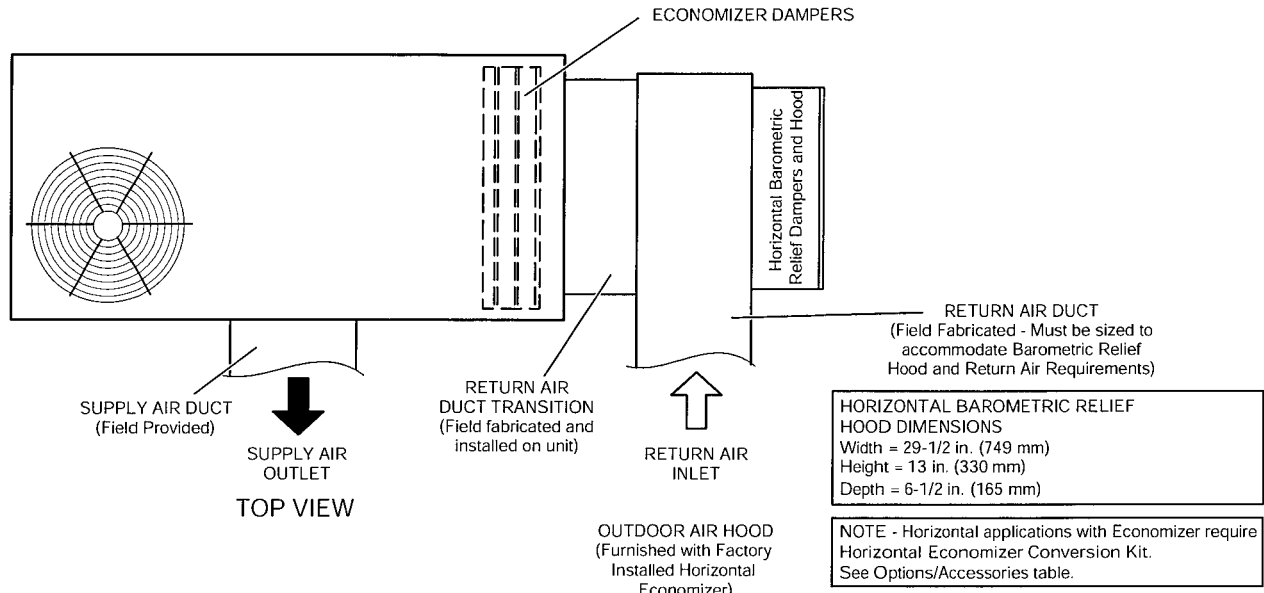 ECONOMIZER DAMPERS
Horizontal Barometric
Relief Dampers and Hood
RETURN AIR DUCT
(Field Fabricated - Must be sized to
accommodate Barometric Relief
Hood and Return Air Requirements)
SUPPLY AIR DUCT
(Field Provided)
SUPPLY AIR
OUTLET
TOP VIEW
RETURN AIR
DUCT TRANSITION
(Field fabricated and
installed on unit)
RETURN AIR
INLET
HORIZONTAL BAROMETRIC RELIEF
HOOD DIMENSIONS
Width = 29-1/2 in. (749 mm)
Height = 13 in. (330 mm)
Depth = 6-1/2 in. (165 mm)
OUTDOOR AIR HOOD
(Furnished with Factory
Installed Horizontal
Economizer)
NOTE - Horizontal applications with Economizer require
Horizontal Economizer Conversion Kit.
See Options/Accessories table.